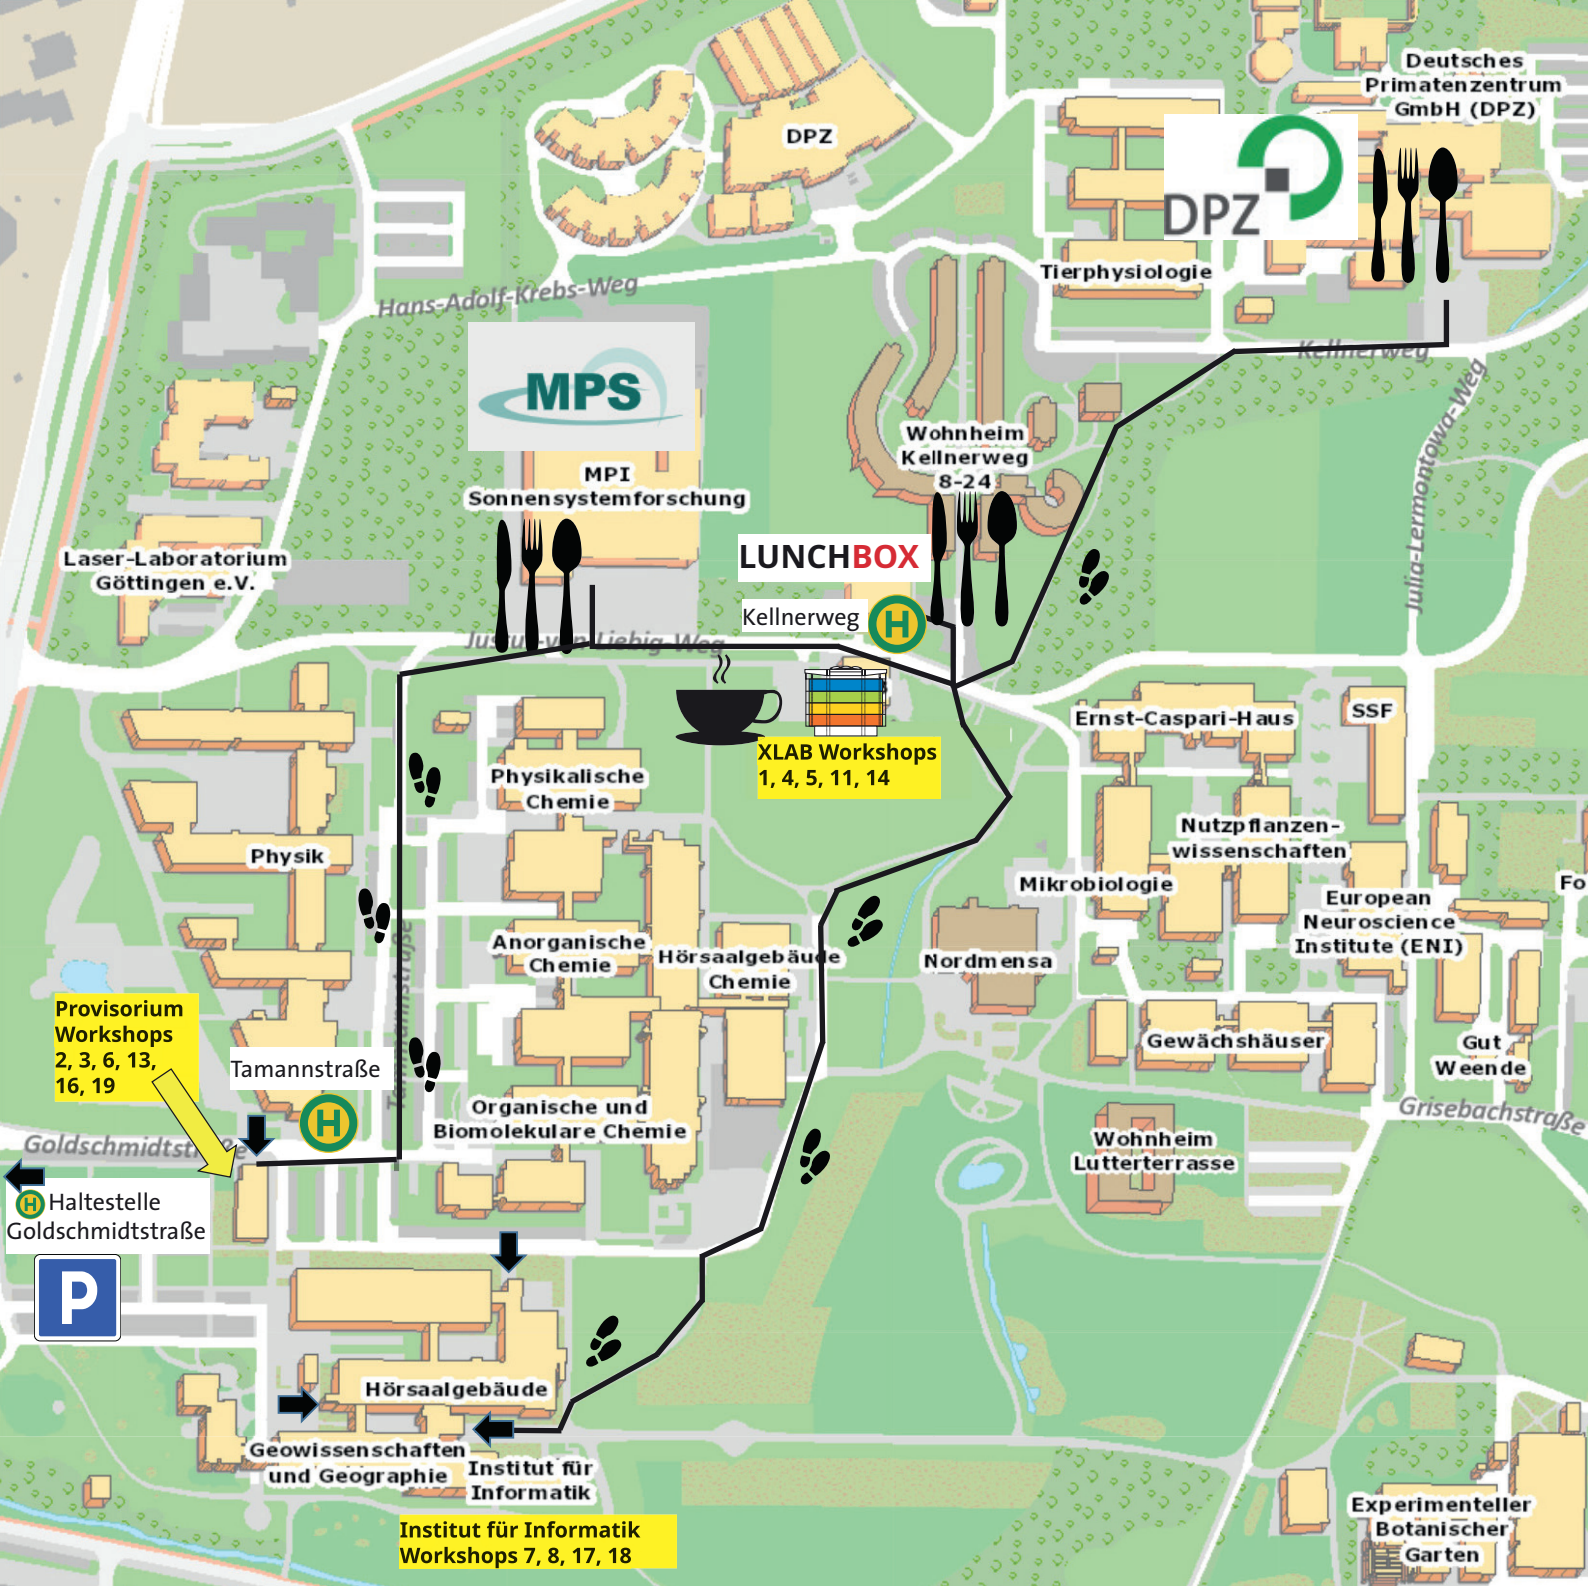 Deutsches
Primatenzentrum
GmbH (DPZ)
DPZ
DPZ
Tierphysiologie
Hans-Adolf-Krebs-Weg
Kellnerweg
MPS
MPI
Sonnensystemforschung
Wohnheim
Kellnerweg
8-24
Julia-Lermontowa-Weg
Laser-Laboratorium
Göttingen e.V.
LUNCHBOX
Kellnerweg
H
Justus-von-Liebig-Weg
XLAB Workshops
1, 4, 5, 11, 14
Ernst-Caspari-Haus
SSF
Physikalische
Chemie
Physik
Nutzpflanzen-
wissenschaften
Mikrobiologie
Fo
European
Neuroscience
Institute (ENI)
Anorganische
Chemie
Hörsaalgebäude
Chemie
Nordmensa
Tammannstraße
Provisorium
Workshops
2, 3, 6, 13,
16, 19
Tamannstraße
H
Gewächshäuser
Gut
Weende
Organische und
Biomolekulare Chemie
Grisebachstraße
Goldschmidtstraße
Wohnheim
Lutterterrasse
H Haltestelle
Goldschmidtstraße
P
Hörsaalgebäude
Geowissenschaften
und Geographie
Institut für
Informatik
Institut für Informatik
Workshops 7, 8, 17, 18
Experimenteller
Botanischer
Garten